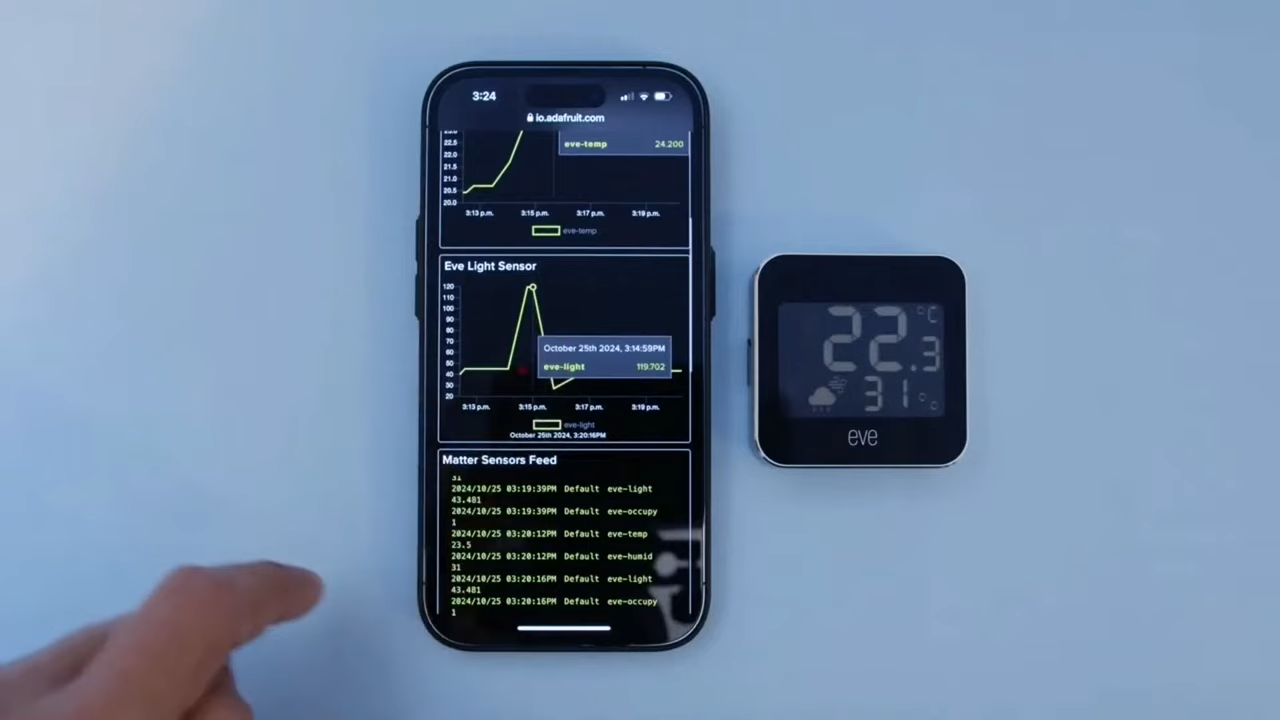 3:24
io.adafruit.com
23.0
22.5
22.0
21.5
21.0
20.5
20.0
eve-temp 24.200
3:13 p.m. 3:15 p.m. 3:17 p.m. 3:19 p.m.
eve-temp
Eve Light Sensor
120
110
100
90
80
70
60
50
40
30
20
October 25th 2024, 3:14:59PM
eve-light 119.702
3:13 p.m. 3:15 p.m. 3:17 p.m. 3:19 p.m.
eve-light
October 25th 2024, 3:20:16PM
Matter Sensors Feed
31
2024/10/25 03:19:39PM Default eve-light
43.481
2024/10/25 03:19:39PM Default eve-occupy
1
2024/10/25 03:20:12PM Default eve-temp
23.5
2024/10/25 03:20:12PM Default eve-humid
31
2024/10/25 03:20:16PM Default eve-light
43.481
2024/10/25 03:20:16PM Default eve-occupy
1
22.3 °C
31
eve